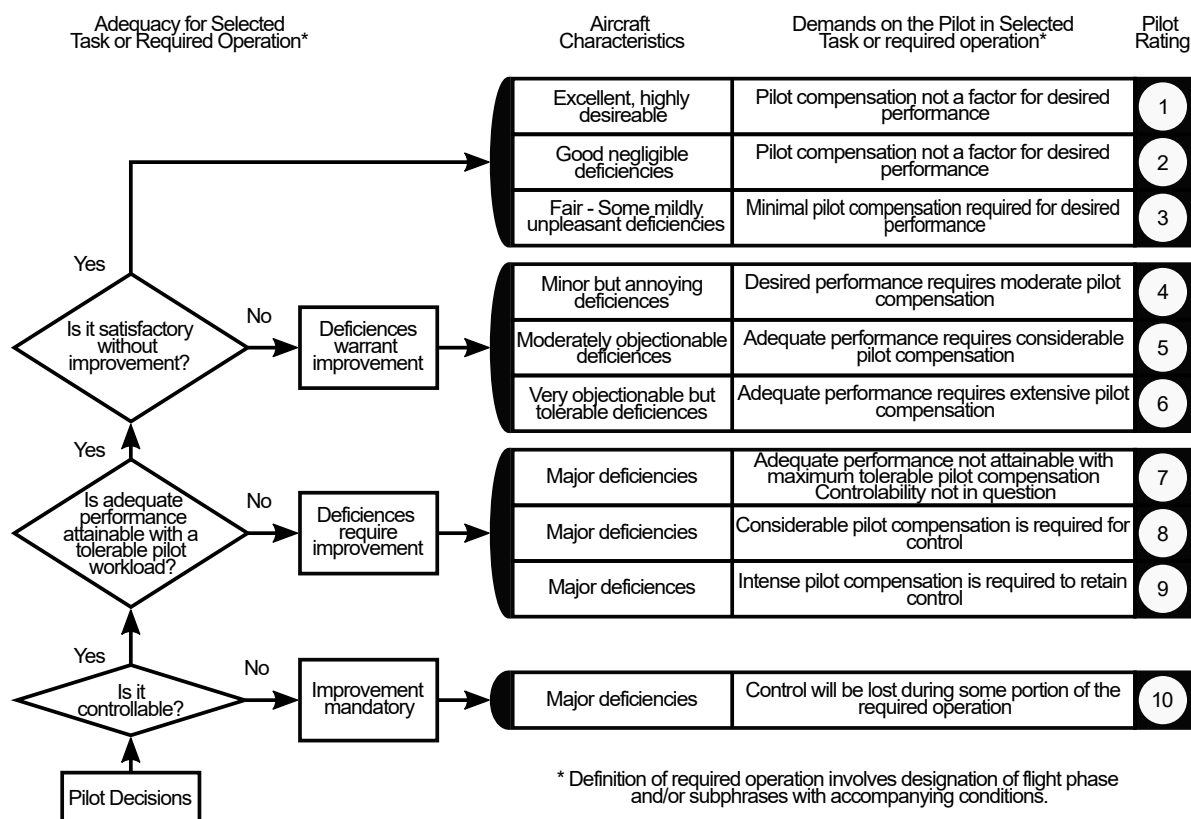 Adequacy for Selected
Task or Required Operation*
Aircraft
Characteristics
Demands on the Pilot in Selected
Task or required operation*
Pilot
Rating
Excellent, highly
desireable
Pilot compensation not a factor for desired
performance
1
Good negligible
deficiencies
Pilot compensation not a factor for desired
performance
2
Fair - Some mildly
unpleasant deficiencies
Minimal pilot compensation required for desired
performance
3
Yes
Is it satisfactory
without
improvement?
No
Deficiences
warrant
improvement
Minor but annoying
deficiences
Desired performance requires moderate pilot
compensation
4
Moderately objectionable
deficiences
Adequate performance requires considerable
pilot compensation
5
Very objectionable but
tolerable deficiences
Adequate performance requires extensive pilot
compensation
6
Yes
Is adequate
performance
attainable with a
tolerable pilot
workload?
No
Deficiences
require
improvement
Major deficiencies
Adequate performance not attainable with
maximum tolerable pilot compensation
Controlability not in question
7
Major deficiencies
Considerable pilot compensation is required for
control
8
Major deficiences
Intense pilot compensation is required to retain
control
9
Yes
Is it
controllable?
No
Improvement
mandatory
Major deficiencies
Control will be lost during some portion of the
required operation
10
Pilot Decisions
* Definition of required operation involves designation of flight phase
and/or subphrases with accompanying conditions.